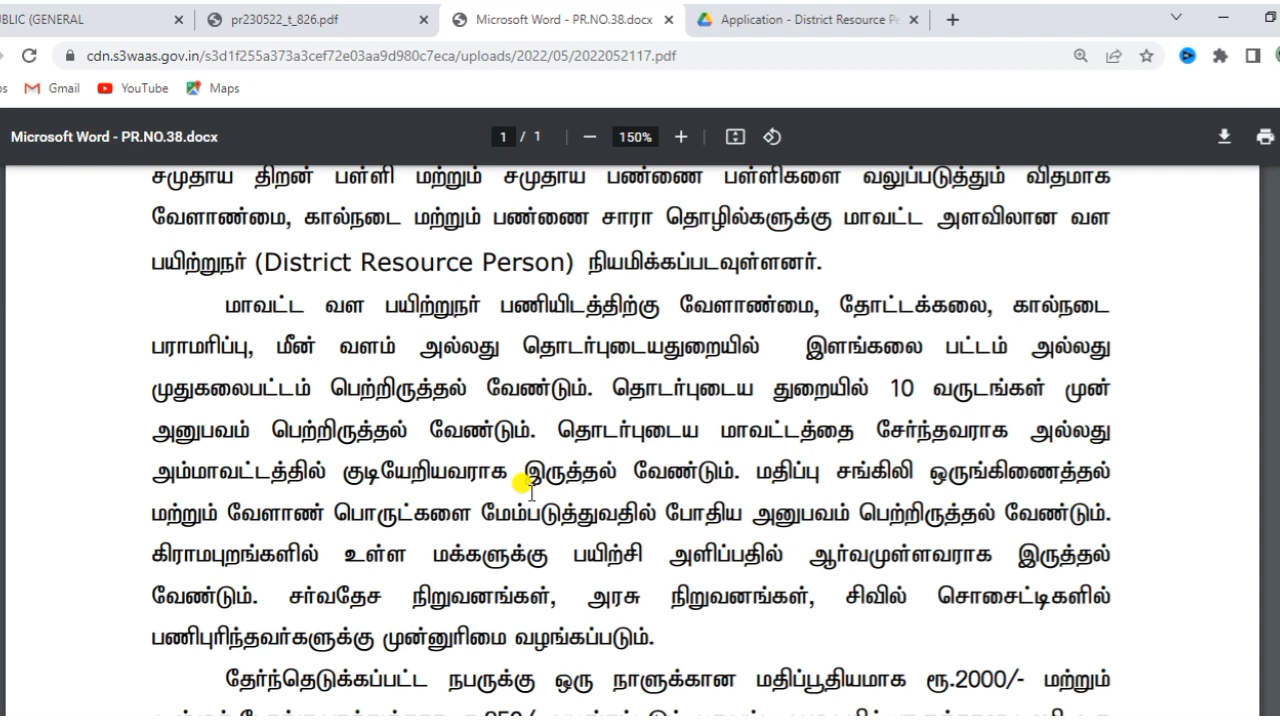 BLIC (GENERAL
pr230522_t_826.pdf
Microsoft Word - PR.NO.38.docx
Application - District Resource Pe
cdn.s3waas.gov.in/s3d1f255a373a3cef72e03aa9d980c7eca/uploads/2022/05/2022052117.pdf
Gmail YouTube Maps
Microsoft Word - PR.NO.38.docx 1 / 1 150%
சமுதாய திறன் பள்ளி மற்றும் சமுதாய பண்ணை பள்ளிகளை வலுப்படுத்தும் விதமாக
வேளாண்மை, கால்நடை மற்றும் பண்ணை சாரா தொழில்களுக்கு மாவட்ட அளவிலான வள
பயிற்றுநர் (District Resource Person) நியமிக்கப்படவுள்ளனர்.
மாவட்ட வள பயிற்றுநர் பணியிடத்திற்கு வேளாண்மை, தோட்டக்கலை, கால்நடை
பராமரிப்பு, மீன் வளம் அல்லது தொடர்புடையதுறையில் இளங்கலை பட்டம் அல்லது
முதுகலைபட்டம் பெற்றிருத்தல் வேண்டும். தொடர்புடைய துறையில் 10 வருடங்கள் முன்
அனுபவம் பெற்றிருத்தல் வேண்டும். தொடர்புடைய மாவட்டத்தை சேர்ந்தவராக அல்லது
அம்மாவட்டத்தில் குடியேறியவராக இருத்தல் வேண்டும். மதிப்பு சங்கிலி ஒருங்கிணைத்தல்
மற்றும் வேளாண் பொருட்களை மேம்படுத்துவதில் போதிய அனுபவம் பெற்றிருத்தல் வேண்டும்.
கிராமபுறங்களில் உள்ள மக்களுக்கு பயிற்சி அளிப்பதில் ஆர்வமுள்ளவராக இருத்தல்
வேண்டும். சர்வதேச நிறுவனங்கள், அரசு நிறுவனங்கள், சிவில் சொசைட்டிகளில்
பணிபுரிந்தவர்களுக்கு முன்னுரிமை வழங்கப்படும்.
தேர்ந்தெடுக்கப்பட்ட நபருக்கு ஒரு நாளுக்கான மதிப்பூதியமாக ரூ.2000/- மற்றும்